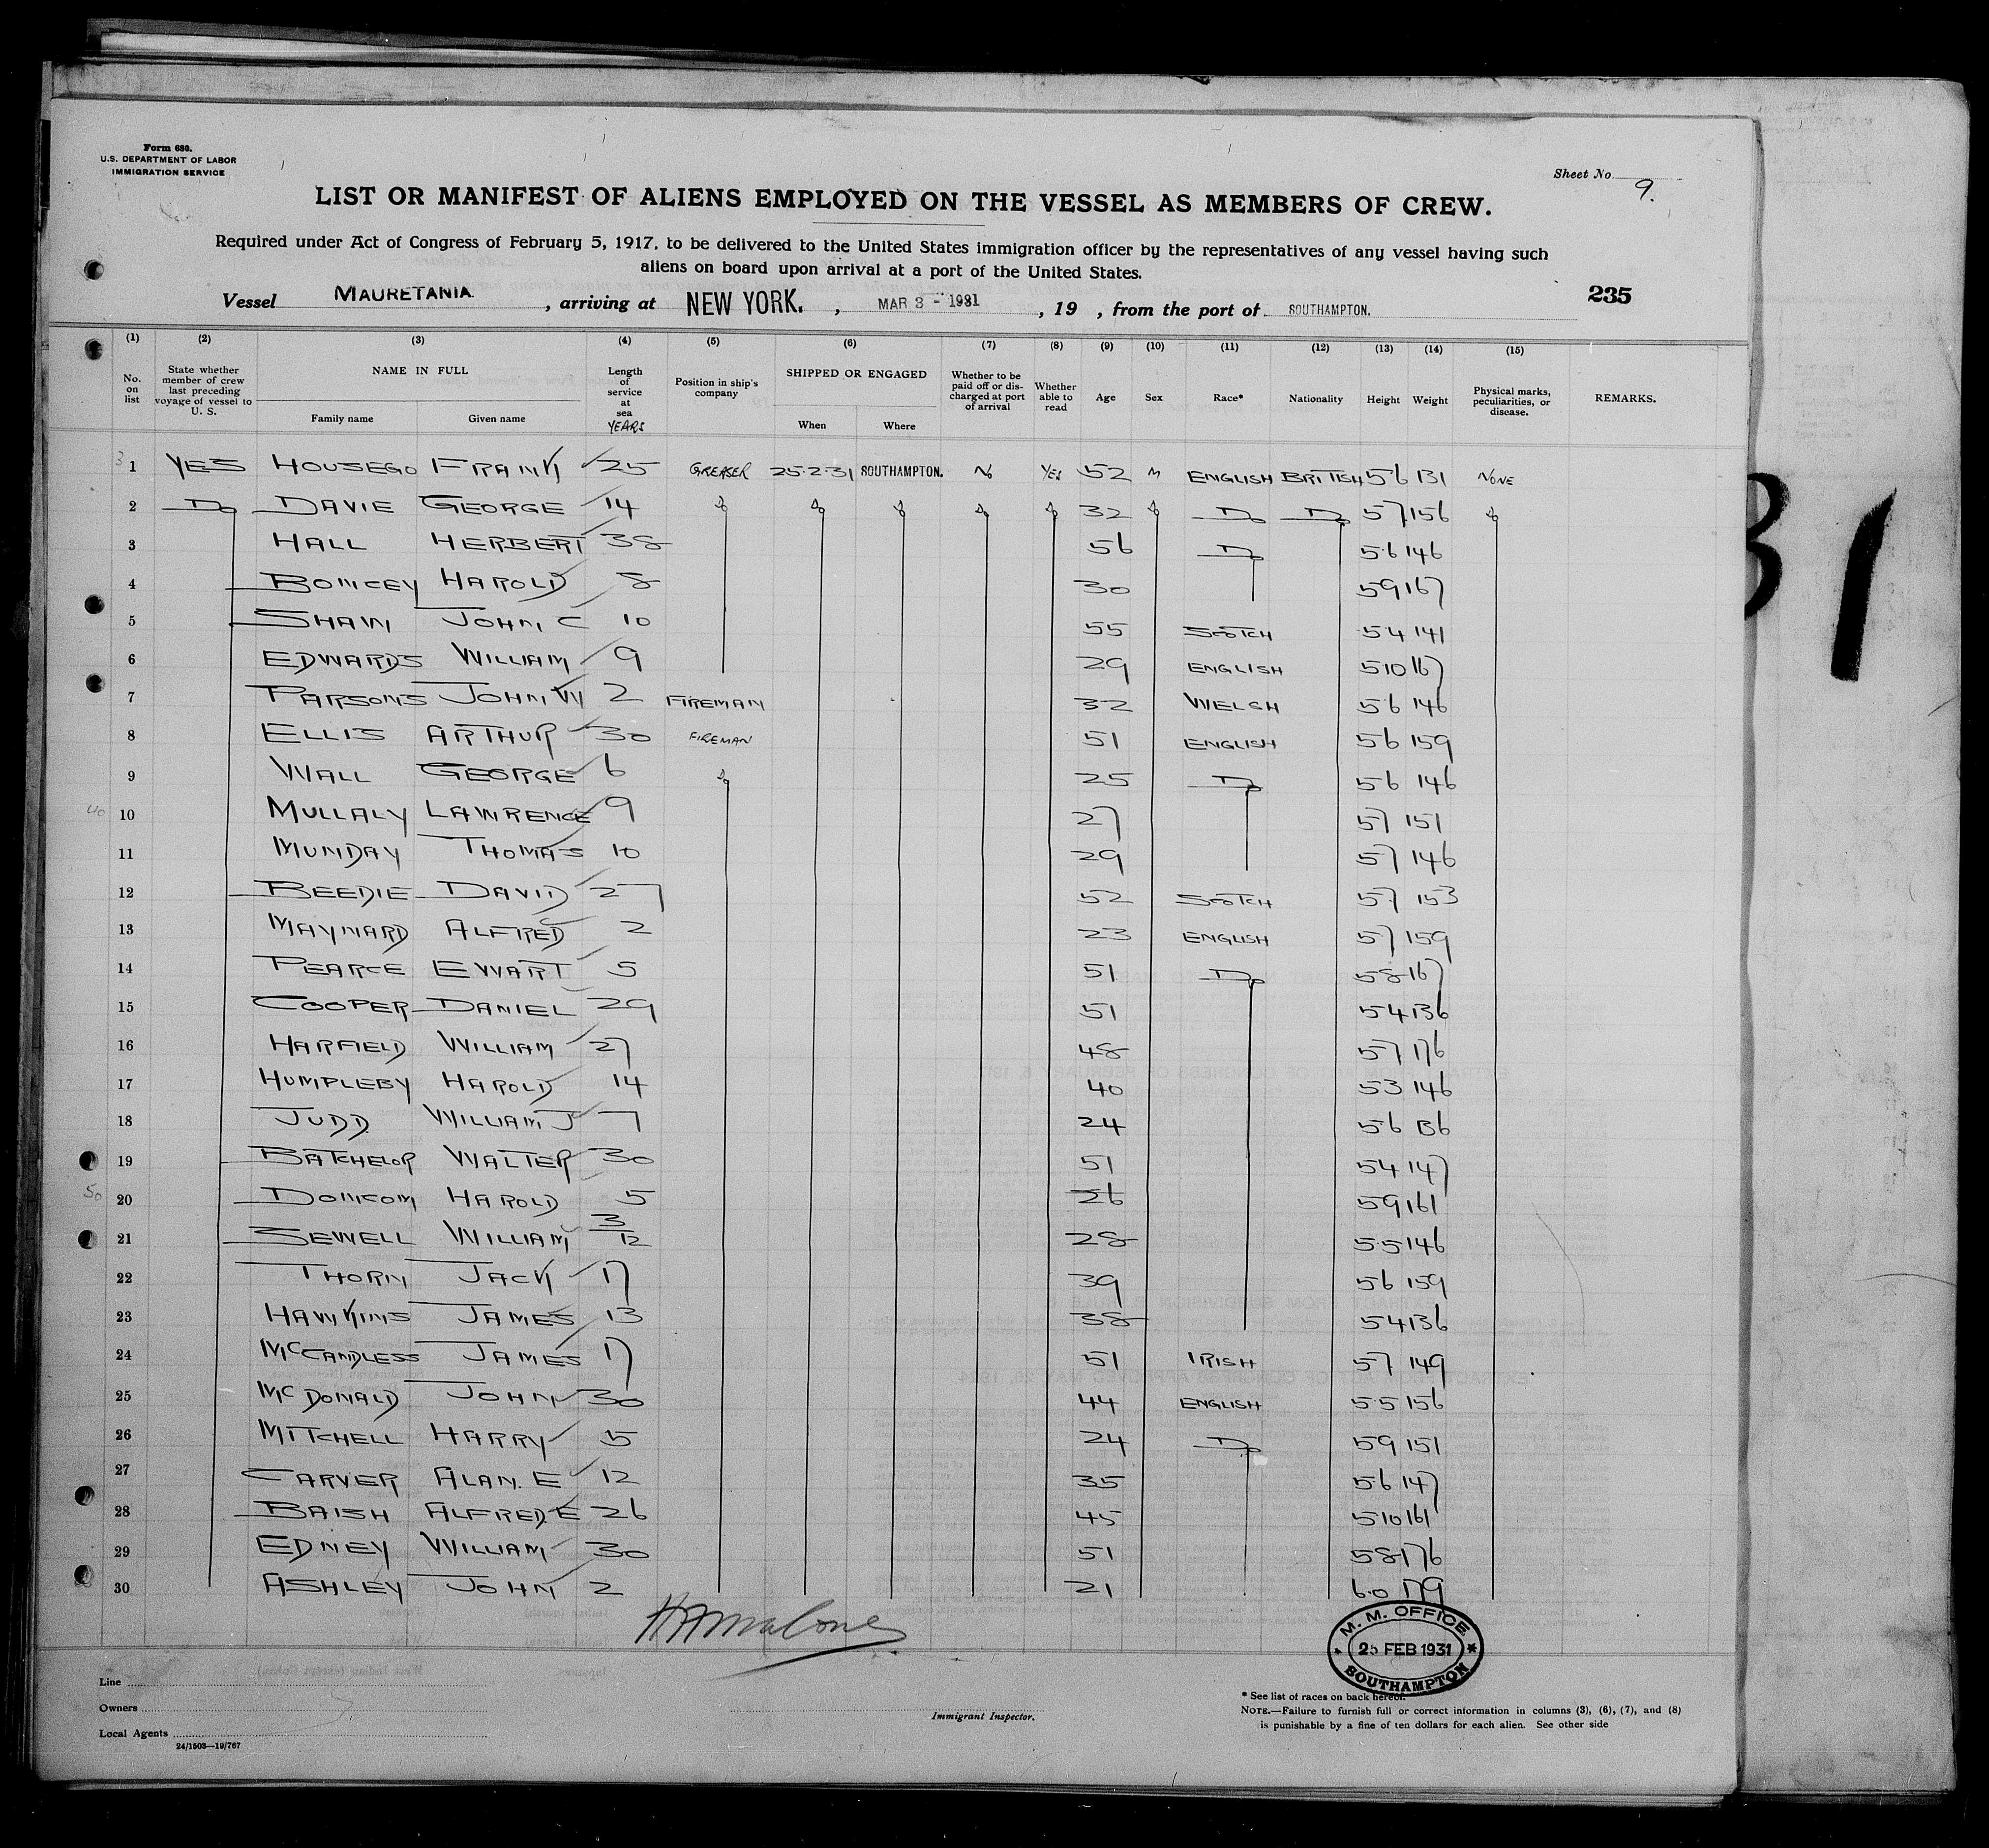 Form 680.
U.S. DEPARTMENT OF LABOR
IMMIGRATION SERVICE
Sheet No. 9.
LIST OR MANIFEST OF ALIENS EMPLOYED ON THE VESSEL AS MEMBERS OF CREW.
Required under Act of Congress of February 5, 1917, to be delivered to the United States immigration officer by the representatives of any vessel having such
aliens on board upon arrival at a port of the United States.
Vessel MAURETANIA , arriving at NEW YORK. , MAR 3 - 1931 , 19 , from the port of SOUTHAMPTON.
235
(1) (2) (3) (4) (5) (6) (7) (8) (9) (10) (11) (12) (13) (14) (15)
No. on list State whether member of crew last preceding voyage of vessel to U. S. NAME IN FULL Length of service at sea YEARS Position in ship's company SHIPPED OR ENGAGED Whether to be paid off or discharged at port of arrival Whether able to read Age Sex Race* Nationality Height Weight Physical marks, peculiarities, or disease. REMARKS.
Family name Given name When Where
1 YES HOUSEGO FRANK 25 GREASER 25-2-31 SOUTHAMPTON. No YES 52 M ENGLISH BRITISH 56 131 NONE
2 Do DAVIE GEORGE 14 Do Do Do Do Do 32 Do Do Do 57 156 Do
3 HALL HERBERT 38 56 Do 56 146
4 BONCEY HAROLD 8 30 59 167
5 SHAW JOHN C 10 55 SCOTCH 54 141
6 EDWARDS WILLIAM 9 29 ENGLISH 510 167
7 PARSONS JOHN W 2 FIREMAN 32 WELSH 56 146
8 ELLIS ARTHUR 30 FIREMAN 51 ENGLISH 56 159
9 WALL GEORGE 6 Do 25 Do 56 146
10 MULLALY LAWRENCE 9 27 57 151
11 MUNDAY THOMAS 10 29 57 146
12 BEEDIE DAVID 27 52 SCOTCH 57 153
13 MAYNARD ALFRED 2 23 ENGLISH 57 159
14 PEARCE EWART 5 51 Do 58 167
15 COOPER DANIEL 29 51 54 136
16 HARFIELD WILLIAM 27 48 57 176
17 HUMPLEBY HAROLD 14 40 53 146
18 JUDD WILLIAM J 7 24 56 136
19 BATCHELOR WALTER 30 51 54 147
20 DONCOM HAROLD 5 26 59 161
21 SEWELL WILLIAM 3/12 28 55 146
22 THORN JACK 17 39 56 159
23 HAWKINS JAMES 13 38 54 136
24 McCANDLESS JAMES 17 51 IRISH 57 149
25 McDONALD JOHN 30 44 ENGLISH 55 156
26 MITCHELL HARRY 5 24 Do 59 151
27 CARVER ALAN. E 12 35 56 147
28 BAISH ALFRED. E 26 45 510 161
29 EDNEY WILLIAM 30 51 58 176
30 ASHLEY JOHN 2 21 6.0 179
M. M. OFFICE
25 FEB 1931
SOUTHAMPTON
Line
Owners
Local Agents
24/1503—19/767
Immigrant Inspector.
* See list of races on back hereof.
NOTE.—Failure to furnish full or correct information in columns (3), (6), (7), and (8)
is punishable by a fine of ten dollars for each alien. See other side